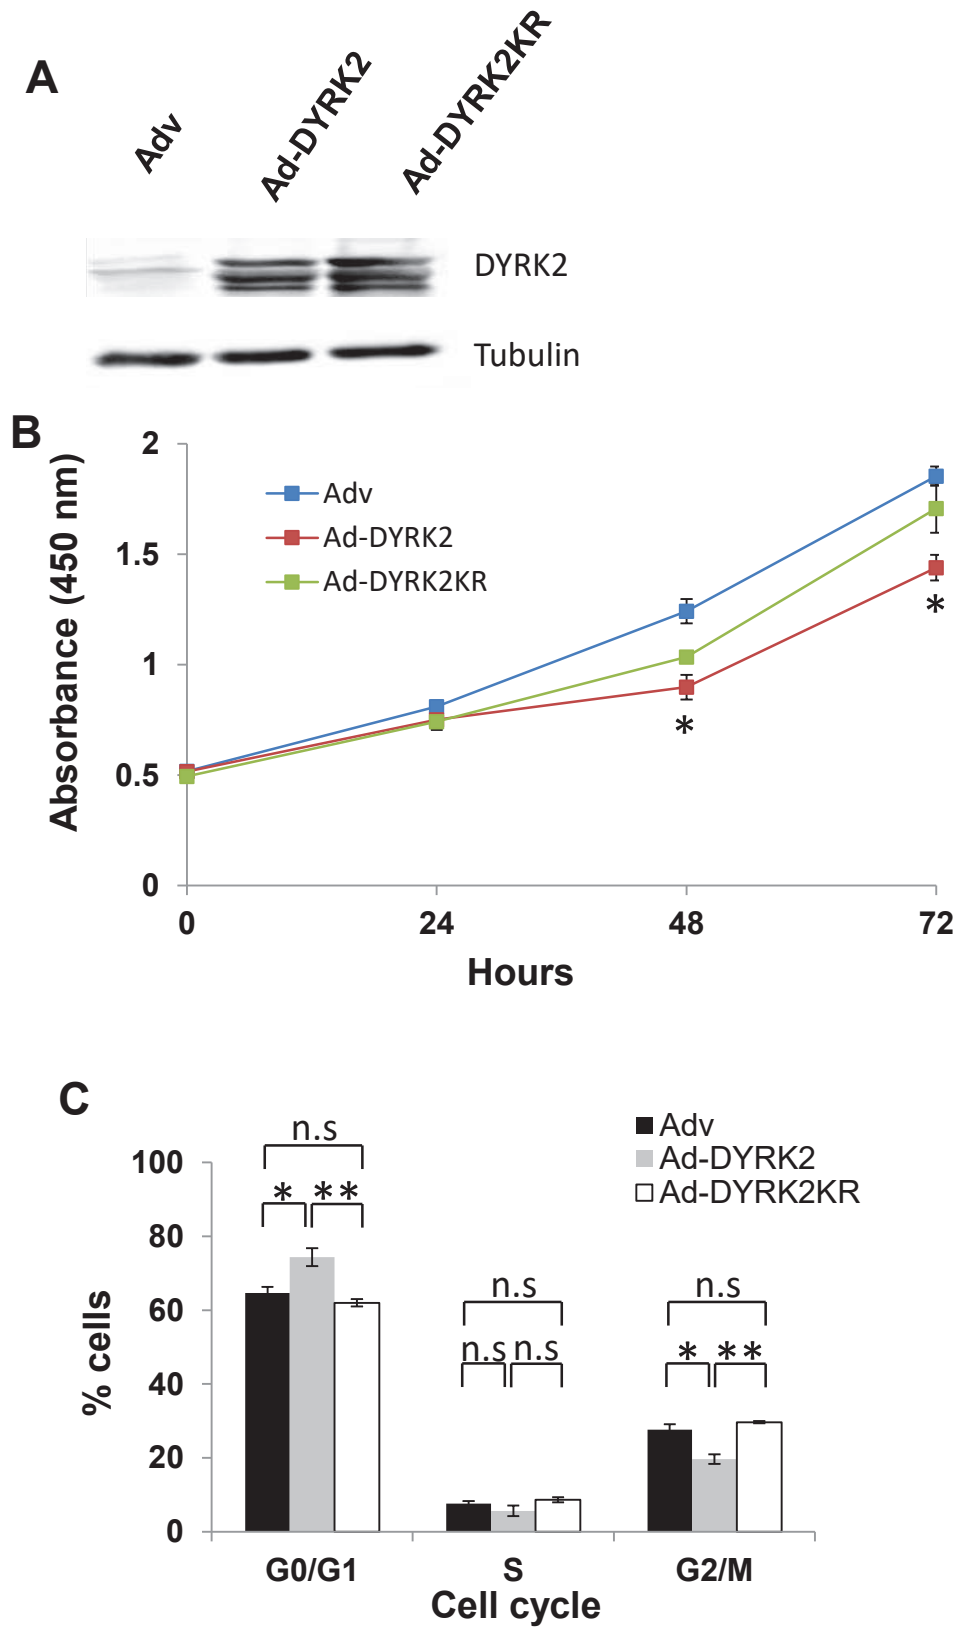 A
Adv
Ad-DYRK2
Ad-DYRK2KR
DYRK2
Tubulin
B
Absorbance (450 nm)
2
1.5
1
0.5
0
Adv
Ad-DYRK2
Ad-DYRK2KR
*
*
0 24 48 72
Hours
C
n.s
* **
Adv
Ad-DYRK2
Ad-DYRK2KR
% cells
100
80
60
40
20
0
n.s
n.s n.s
n.s
* **
G0/G1 S G2/M
Cell cycle